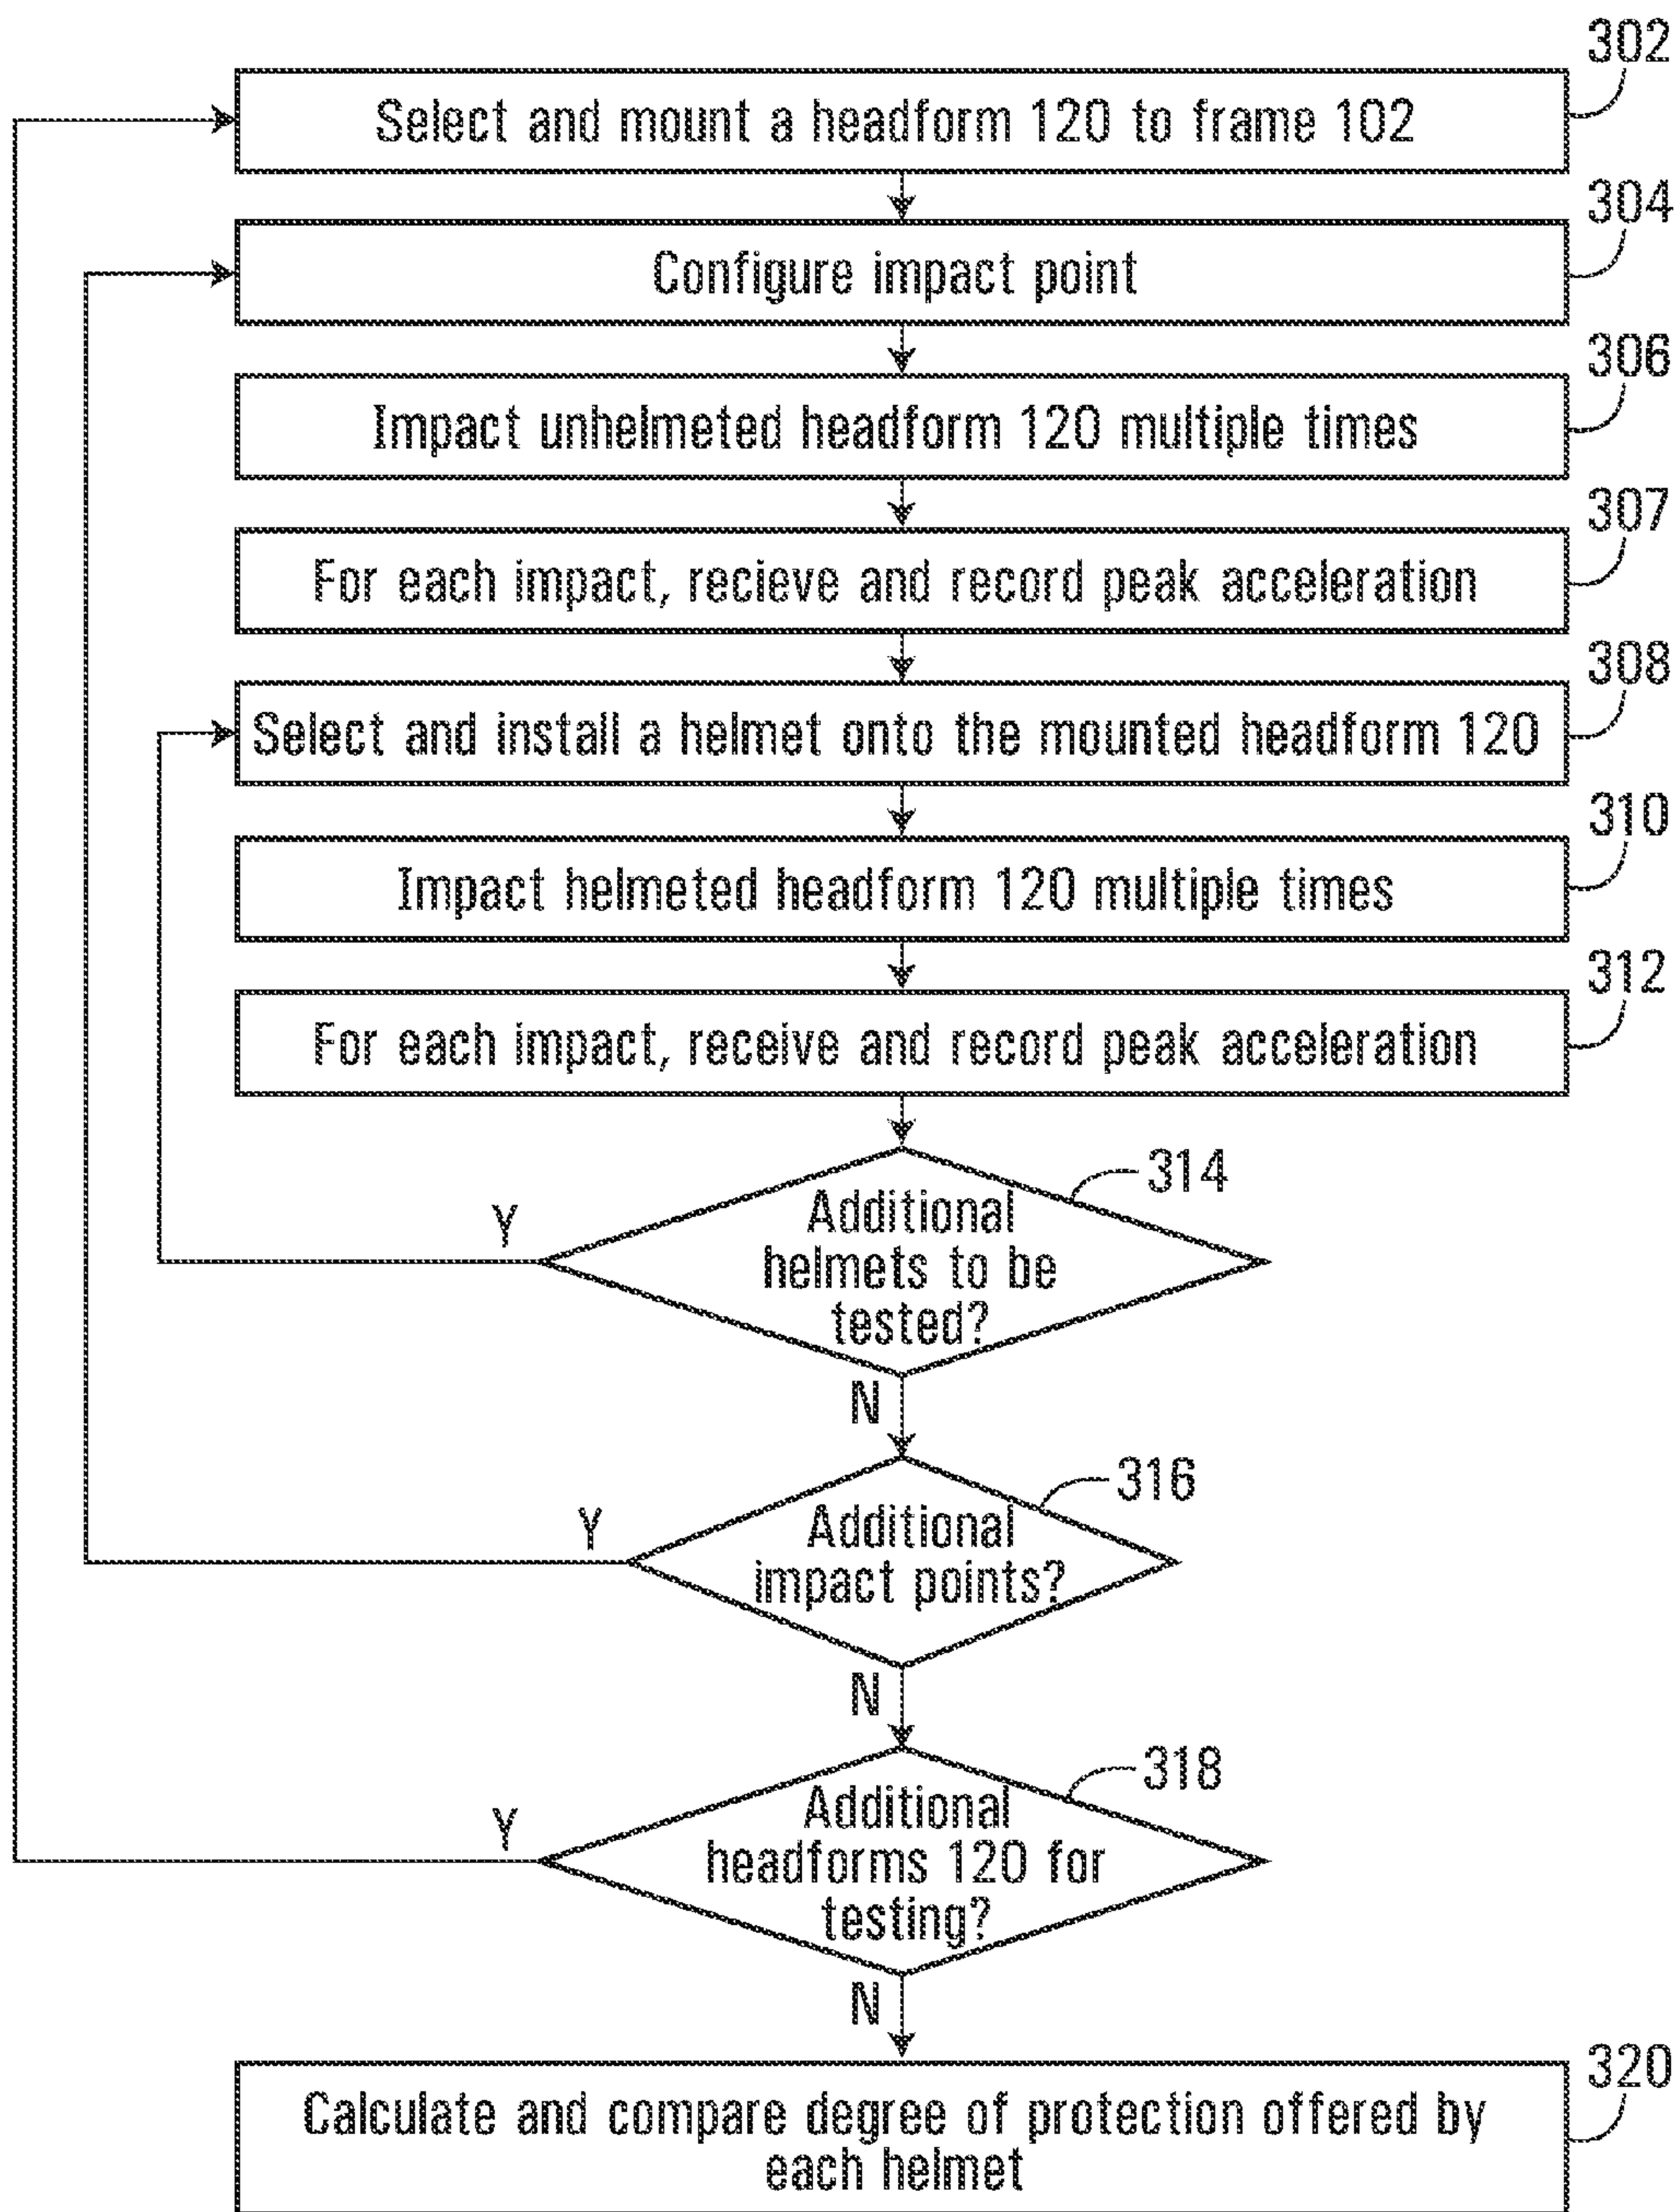 302
Select and mount a headform 120 to frame 102
304
Configure impact point
306
Impact unhelmeted headform 120 multiple times
307
For each impact, recieve and record peak acceleration
308
Select and install a helmet onto the mounted headform 120
310
Impact helmeted headform 120 multiple times
312
For each impact, receive and record peak acceleration
314
Y
Additional
helmets to be
tested?
N
316
Y
Additional
impact points?
N
318
Y
Additional
headforms 120 for
testing?
N
320
Calculate and compare degree of protection offered by
each helmet